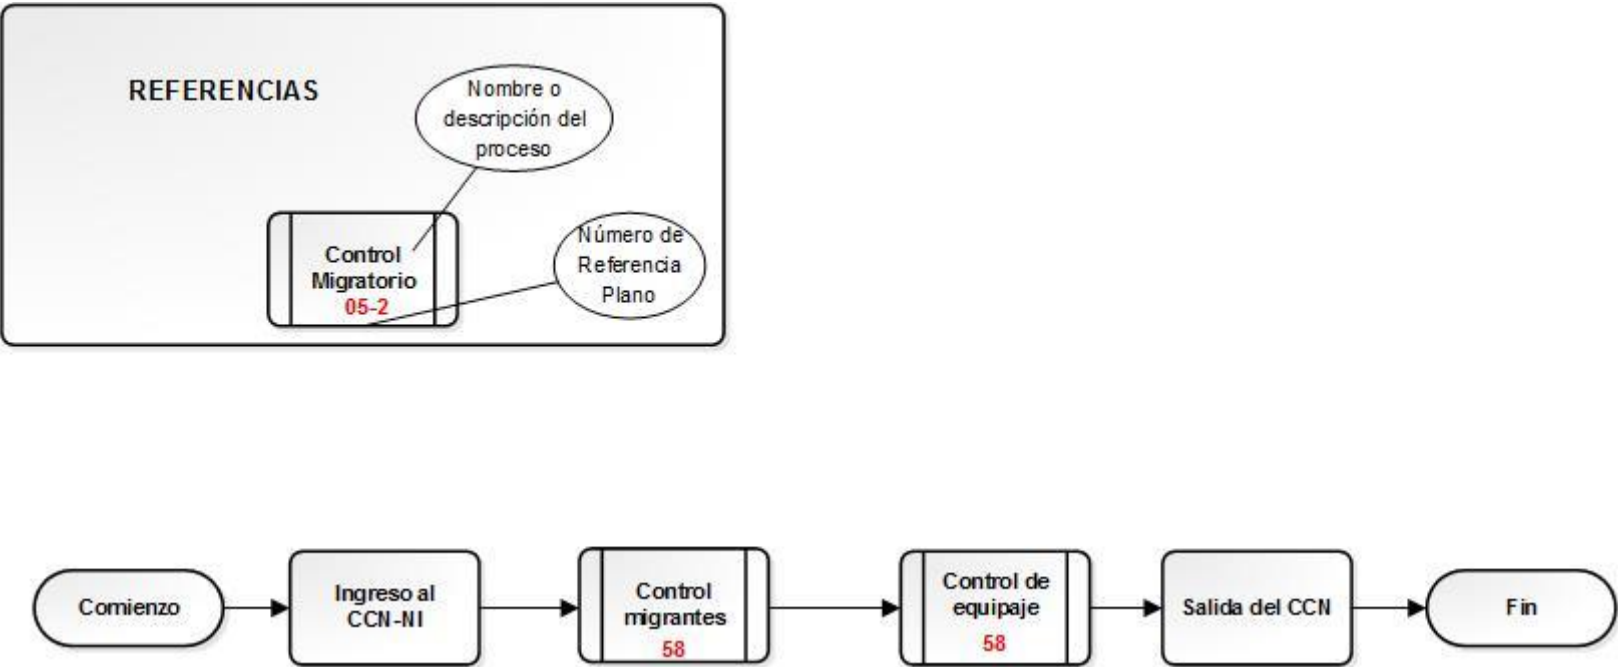 REFERENCIAS
Nombre o
descripción del
proceso
Control
Migratorio
05-2
Número de
Referencia
Plano
Comienzo
Ingreso al
CCN-NI
Control
migrantes
58
Control de
equipaje
58
Salida del CCN
Fin